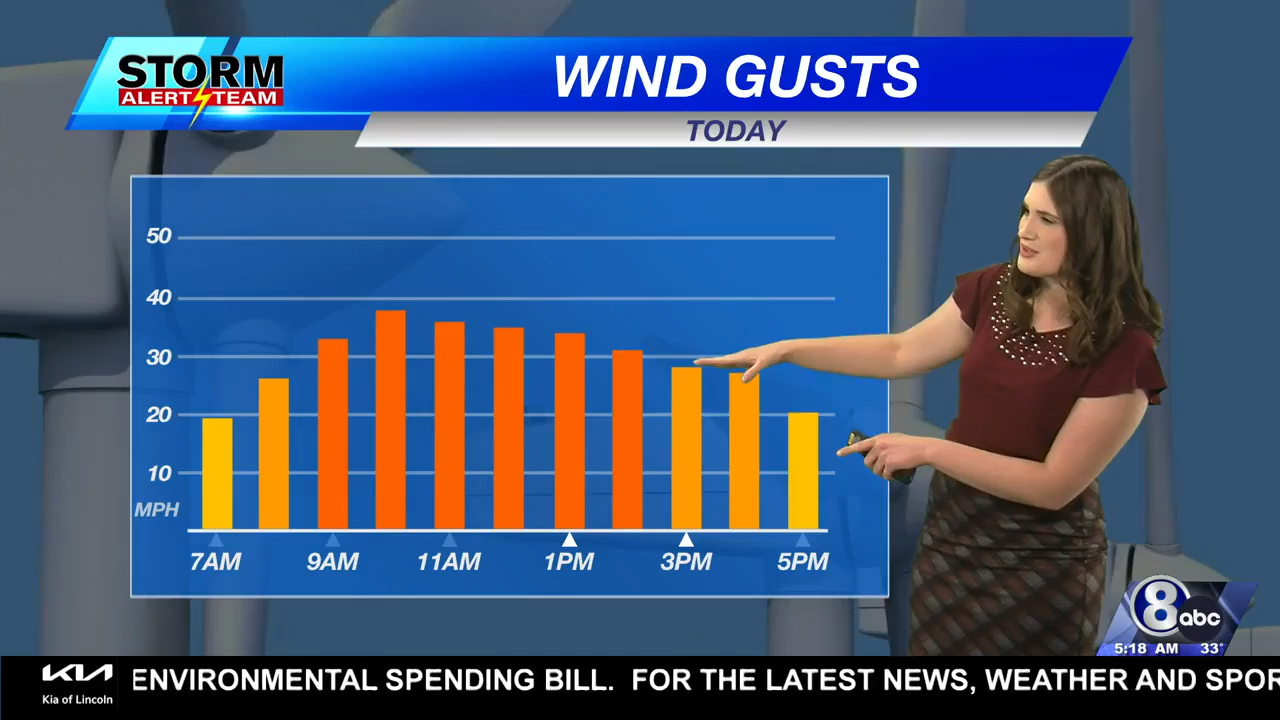 STORM
ALERT TEAM
WIND GUSTS
TODAY
50
40
30
20
10
MPH
7AM 9AM 11AM 1PM 3PM 5PM
8 abc
5:18 AM 33°
KIA
Kia of Lincoln
ENVIRONMENTAL SPENDING BILL. FOR THE LATEST NEWS, WEATHER AND SPOR